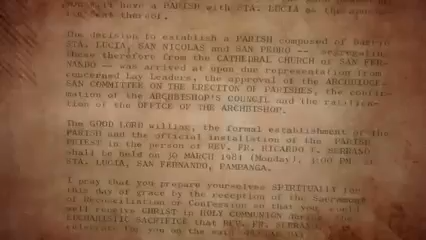 have a PARISH with STA. LUCIA as the
thereof.
The decision to establish a PARISH composed of Barrio
STA. LUCIA, SAN NICOLAS and SAN PEDRO -- segregating
these therefrom from the CATHEDRAL CHURCH of SAN FER-
NANDO -- was arrived at upon due representation from
concerned Lay leaders, the approval of the ARCHDIOCE-
SAN COMMITTEE ON THE ERECTION OF PARISHES, the confir-
mation of the ARCHBISHOP'S COUNCIL and the ratifica-
tion of the OFFICE OF THE ARCHBISHOP.
The GOOD LORD willing, the formal establishment of the
PARISH and the official installation of the PARISH
PRIEST in the person of REV. FR. RICARDO F. SERRANO
shall be held on 30 MARCH 1981 (Monday), PM
STA. LUCIA, SAN FERNANDO, PAMPANGA.
I pray that you prepare yourselves SPIRITUALLY for
this day of grace by the reception of the Sacrament
of Reconciliation or Confession so that you
will receive CHRIST in HOLY COMMUNION
EUCHARISTIC SACRIFICE that REV. FR. SERRANO
you on the